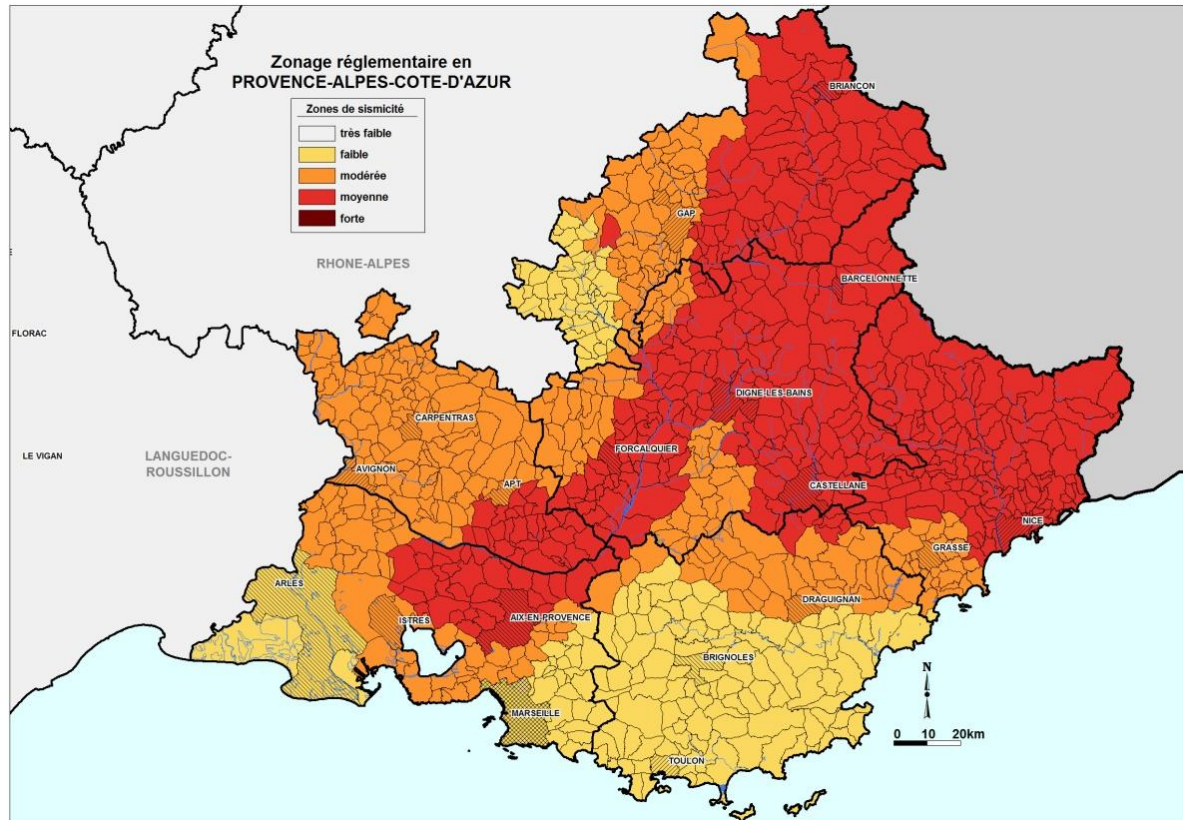 Zonage réglementaire en
PROVENCE-ALPES-COTE-D'AZUR
Zones de sismicité
très faible
faible
modérée
moyenne
forte
BRIANCON
GAP
RHONE-ALPES
BARCELONNETTE
FLORAC
DIGNE-LES-BAINS
CARPENTRAS
FORCALQUIER
LE VIGAN
LANGUEDOC-
ROUSSILLON
AVIGNON
APT
CASTELLANE
NICE
GRASSE
ARLES
DRAGUIGNAN
ISTRES
AIX-EN-PROVENCE
BRIGNOLES
N
MARSEILLE
0 10 20km
TOULON